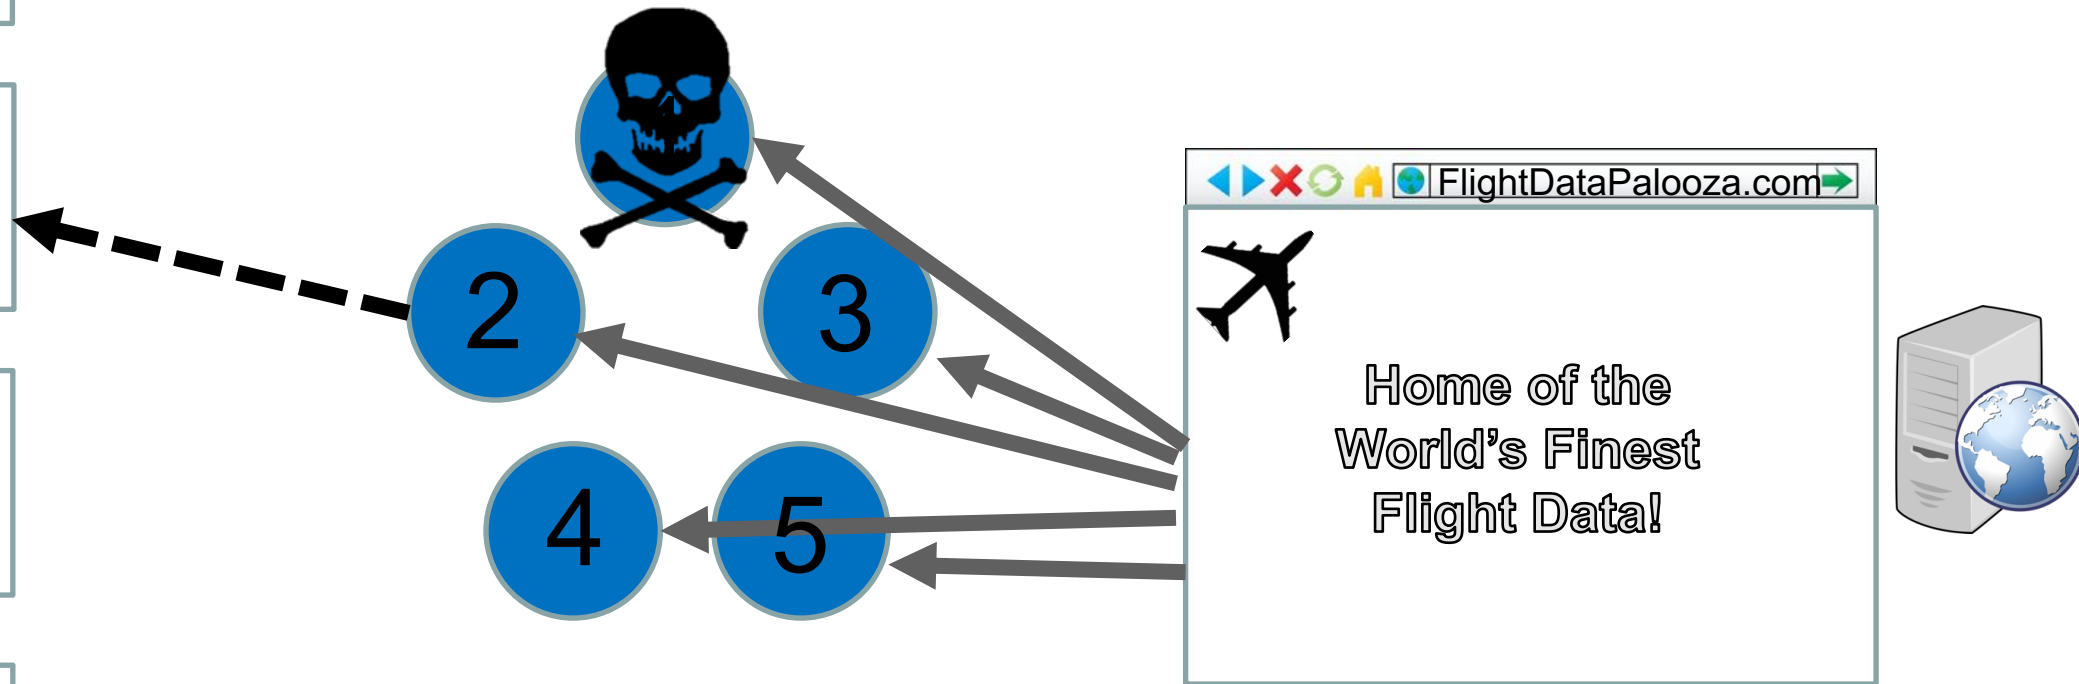 FlightDataPalooza.com
2
3
Home of the
World's Finest
Flight Data!
4
5